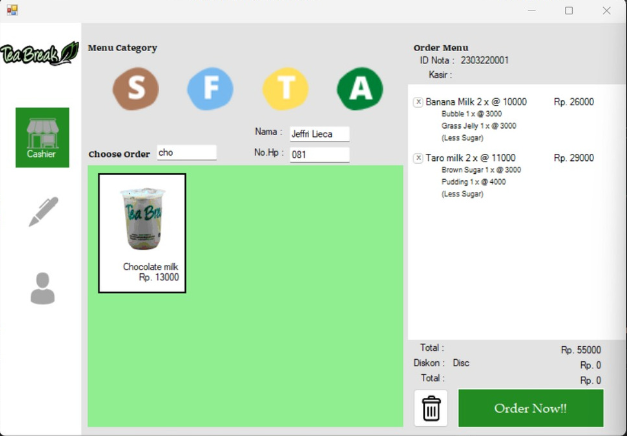 Tea Break
Menu Category
S F T A
Nama : Jeffri Lieca
Choose Order cho
No.Hp : 081
Cashier
Tea Break
Chocolate milk
Rp. 13000
Order Menu
ID Nota : 2303220001
Kasir :
X Banana Milk 2 x @ 10000 Rp. 26000
Bubble 1 x @ 3000
Grass Jelly 1 x @ 3000
(Less Sugar)
X Taro milk 2 x @ 11000 Rp. 29000
Brown Sugar 1 x @ 3000
Pudding 1 x @ 4000
(Less Sugar)
Total : Rp. 55000
Diskon : Disc Rp. 0
Total : Rp. 0
Order Now!!